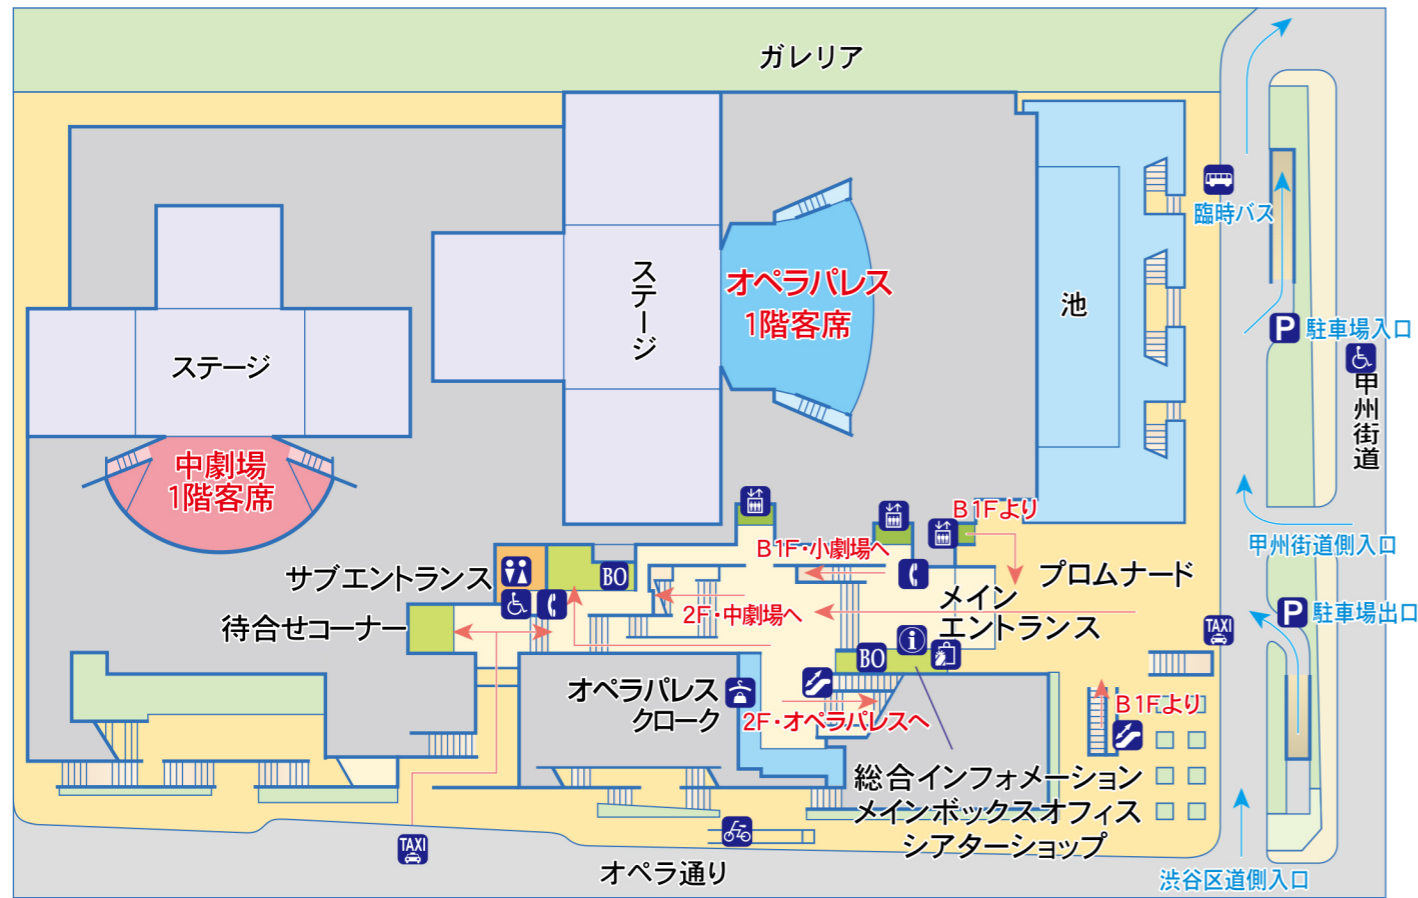 ガレリア
臨時バス
オペラパレス
1階客席
ステージ
池
P
駐車場入口
甲州街道
ステージ
中劇場
1階客席
B1Fより
甲州街道側入口
B1F・小劇場へ
サブエントランス
BO
プロムナード
メイン
エントランス
2F・中劇場へ
待合せコーナー
P
駐車場出口
TAXI
BO
i
オペラパレス
クローク
2F・オペラパレスへ
B1Fより
総合インフォメーション
メインボックスオフィス
シアターショップ
TAXI
オペラ通り
渋谷区道側入口